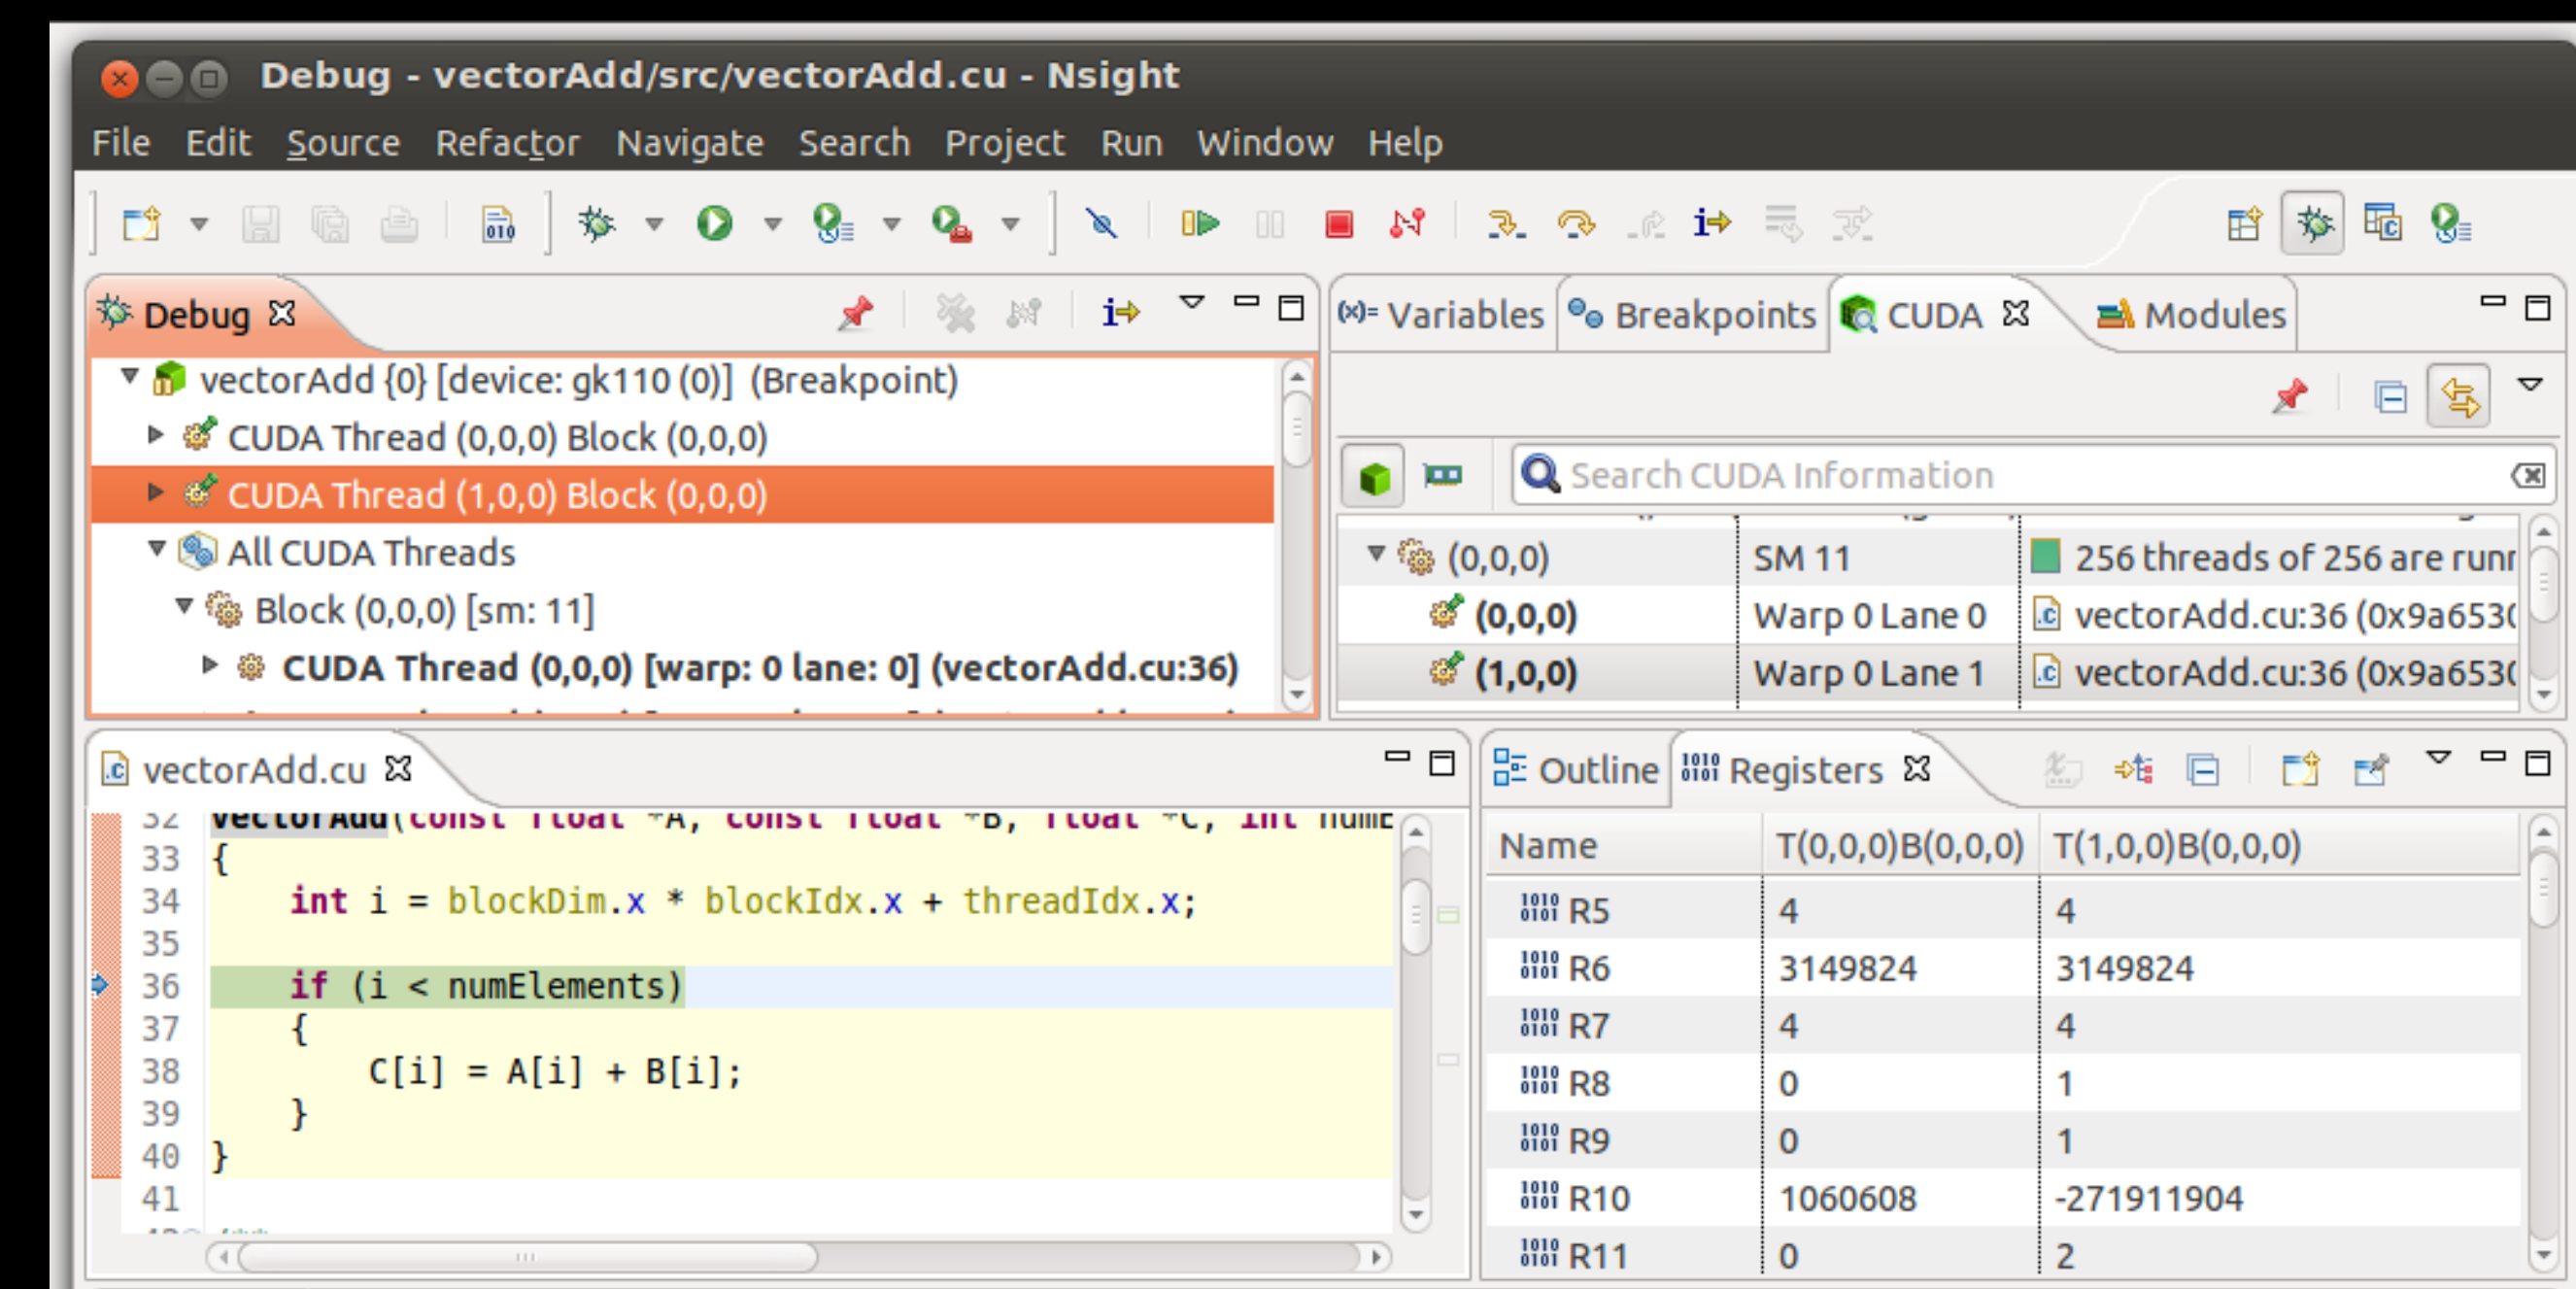 Debug - vectorAdd/src/vectorAdd.cu - Nsight
File Edit Source Refactor Navigate Search Project Run Window Help
Debug
vectorAdd {0} [device: gk110 (0)] (Breakpoint)
CUDA Thread (0,0,0) Block (0,0,0)
CUDA Thread (1,0,0) Block (0,0,0)
All CUDA Threads
Block (0,0,0) [sm: 11]
CUDA Thread (0,0,0) [warp: 0 lane: 0] (vectorAdd.cu:36)
(x)= Variables Breakpoints CUDA Modules
Search CUDA Information
(0,0,0) SM 11 256 threads of 256 are
(0,0,0) Warp 0 Lane 0 vectorAdd.cu:36 (0x9a653
(1,0,0) Warp 0 Lane 1 vectorAdd.cu:36 (0x9a653
vectorAdd.cu
32 vectorAdd(const float *A, const float *B, float *C, int
33 {
34 int i = blockDim.x * blockIdx.x + threadIdx.x;
35
36 if (i < numElements)
37 {
38 C[i] = A[i] + B[i];
39 }
40 }
41
Outline Registers
Name T(0,0,0)B(0,0,0) T(1,0,0)B(0,0,0)
R5 4 4
R6 3149824 3149824
R7 4 4
R8 0 1
R9 0 1
R10 1060608 -271911904
R11 0 2